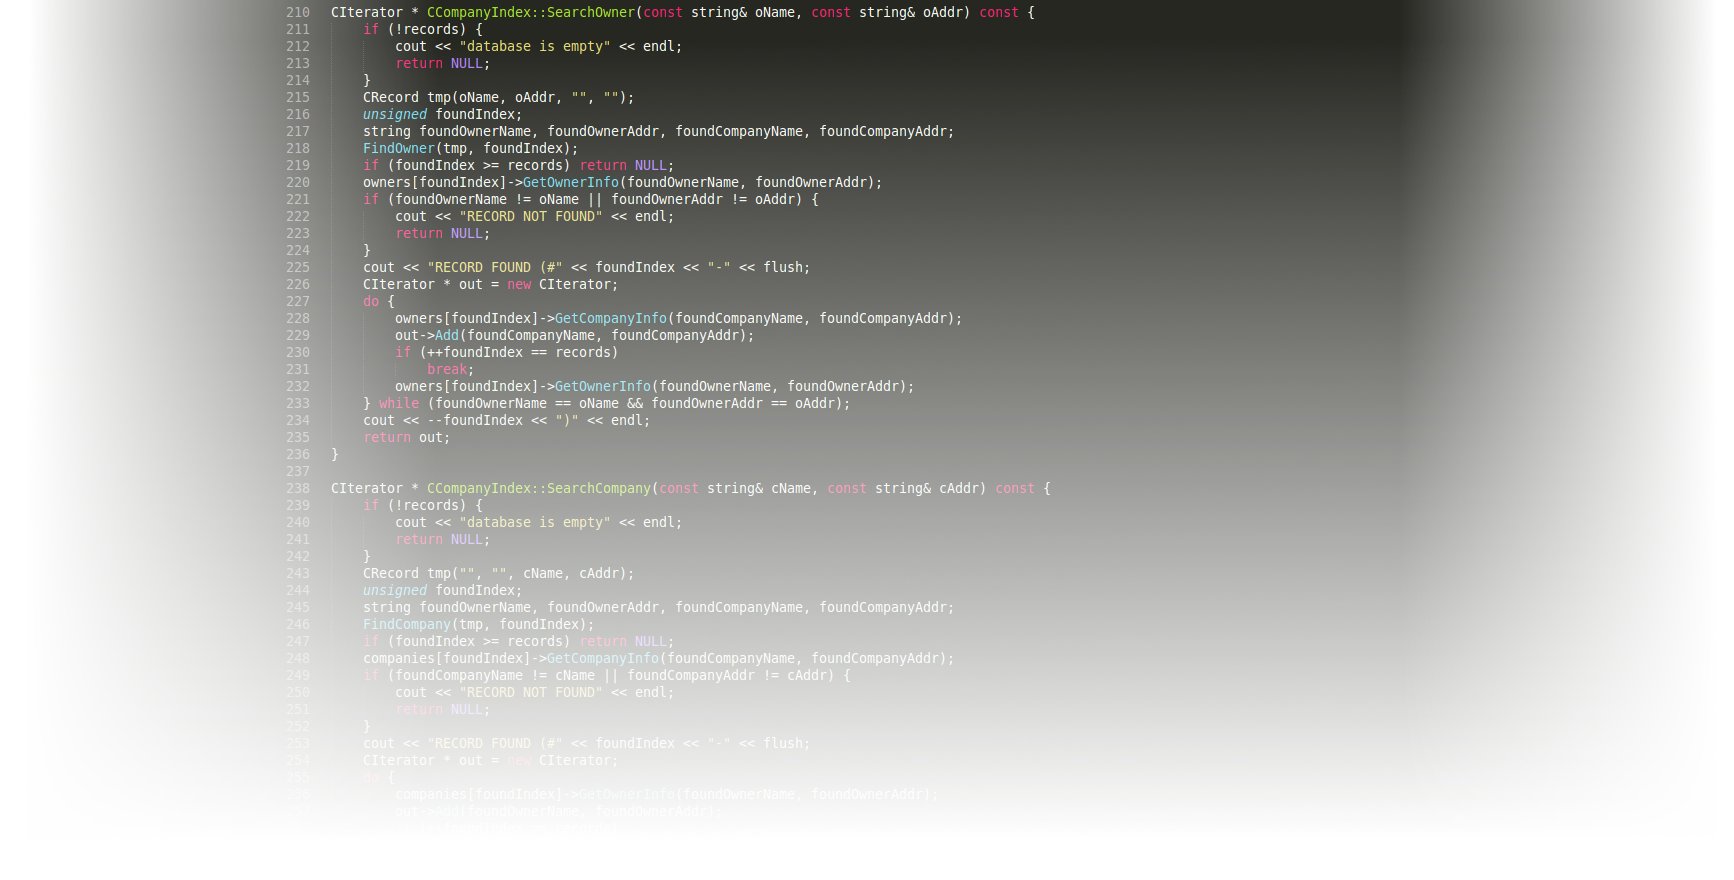 210 CIterator * CCompanyIndex::SearchOwner(const string& oName, const string& oAddr) const {
211 if (!records) {
212 cout << "database is empty" << endl;
213 return NULL;
214 }
215 CRecord tmp(oName, oAddr, "", "");
216 unsigned foundIndex;
217 string foundOwnerName, foundOwnerAddr, foundCompanyName, foundCompanyAddr;
218 FindOwner(tmp, foundIndex);
219 if (foundIndex >= records) return NULL;
220 owners[foundIndex]->GetOwnerInfo(foundOwnerName, foundOwnerAddr);
221 if (foundOwnerName != oName || foundOwnerAddr != oAddr) {
222 cout << "RECORD NOT FOUND" << endl;
223 return NULL;
224 }
225 cout << "RECORD FOUND (#" << foundIndex << "-" << flush;
226 CIterator * out = new CIterator;
227 do {
228 owners[foundIndex]->GetCompanyInfo(foundCompanyName, foundCompanyAddr);
229 out->Add(foundCompanyName, foundCompanyAddr);
230 if (++foundIndex == records)
231 break;
232 owners[foundIndex]->GetOwnerInfo(foundOwnerName, foundOwnerAddr);
233 } while (foundOwnerName == oName && foundOwnerAddr == oAddr);
234 cout << --foundIndex << ")" << endl;
235 return out;
236 }
237
238 CIterator * CCompanyIndex::SearchCompany(const string& cName, const string& cAddr) const {
239 if (!records) {
240 cout << "database is empty" << endl;
241 return NULL;
242 }
243 CRecord tmp("", "", cName, cAddr);
244 unsigned foundIndex;
245 string foundOwnerName, foundOwnerAddr, foundCompanyName, foundCompanyAddr;
246 FindCompany(tmp, foundIndex);
247 if (foundIndex >= records) return NULL;
248 companies[foundIndex]->GetCompanyInfo(foundCompanyName, foundCompanyAddr);
249 if (foundCompanyName != cName || foundCompanyAddr != cAddr) {
250 cout << "RECORD NOT FOUND" << endl;
251 return NULL;
252 }
253 cout << "RECORD FOUND (#" << foundIndex << "-" << flush;
254 CIterator * out = new CIterator;
255 do {
256 companies[foundIndex]->GetOwnerInfo(foundOwnerName, foundOwnerAddr);
257 out->Add(foundOwnerName, foundOwnerAddr);